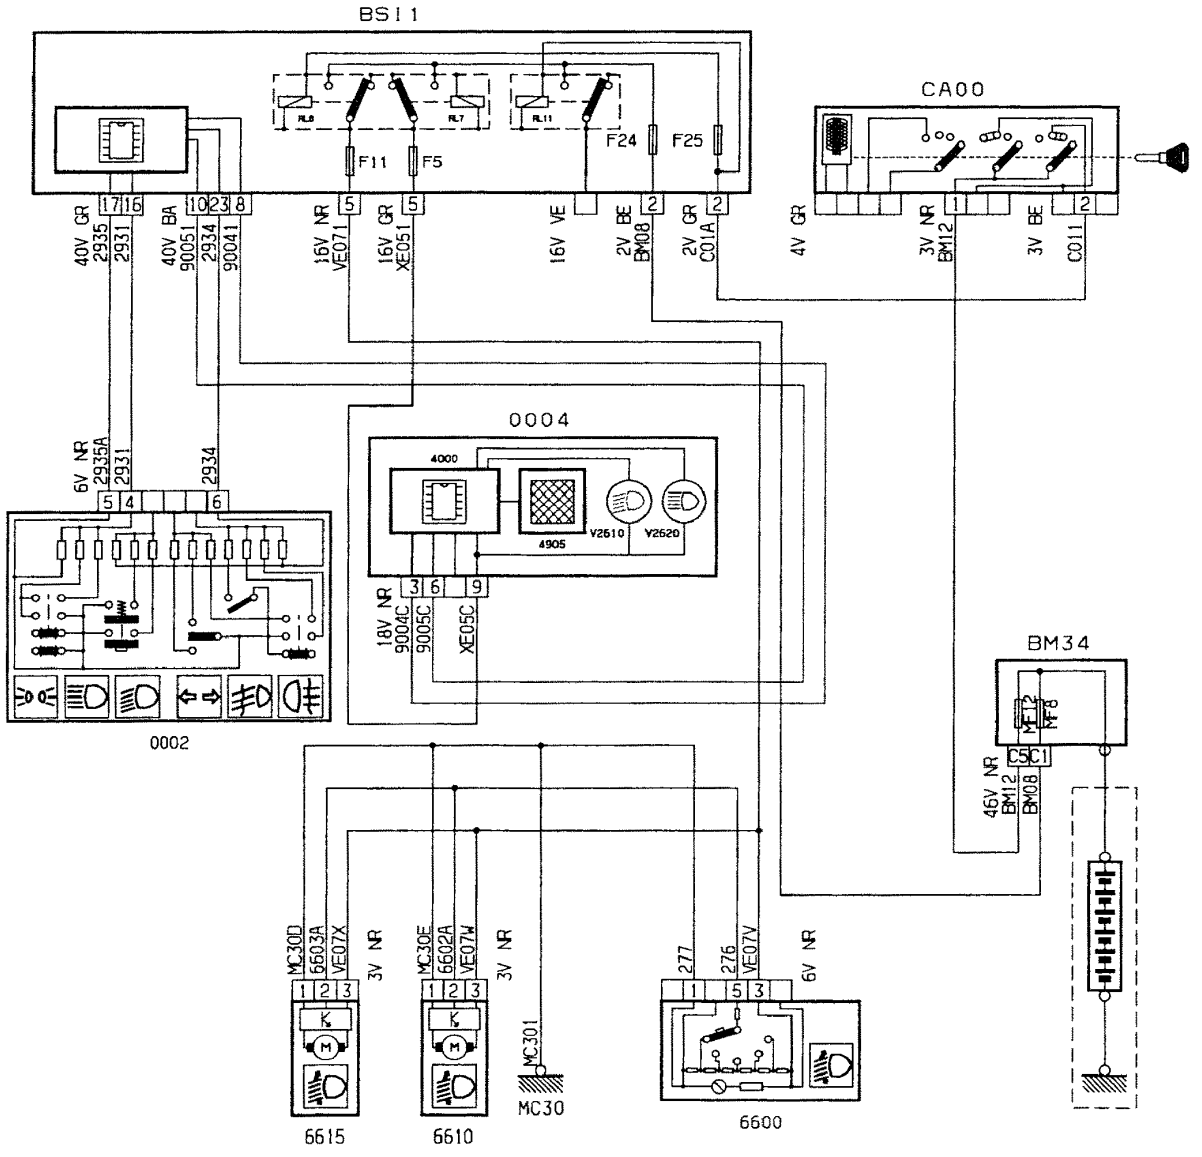 BSI1
CA00
RL6
RL7
RL11
F11
F5
F24
F25
17
16
10
23
8
5
5
2
2
1
2
40V GR
2935
2931
40V BA
90051
2934
90041
16V NR
VE071
16V GR
XE051
16V VE
2V BE
BM08
2V GR
C01A
4V GR
3V NR
BM12
3V BE
C011
0004
4000
4905
V2610
V2620
6V NR
2935A
2931
2934
5
4
6
3
6
9
18V NR
9004C
9005C
XE05C
0002
BM34
MF12
MF8
C5
C1
46V NR
BM12
BM08
MC30D
6603A
VE07X
3V NR
MC30E
6602A
VE07W
3V NR
277
276
VE07V
6V NR
1
2
3
1
2
3
1
5
3
K
K
M
M
MC301
MC30
6615
6610
6600